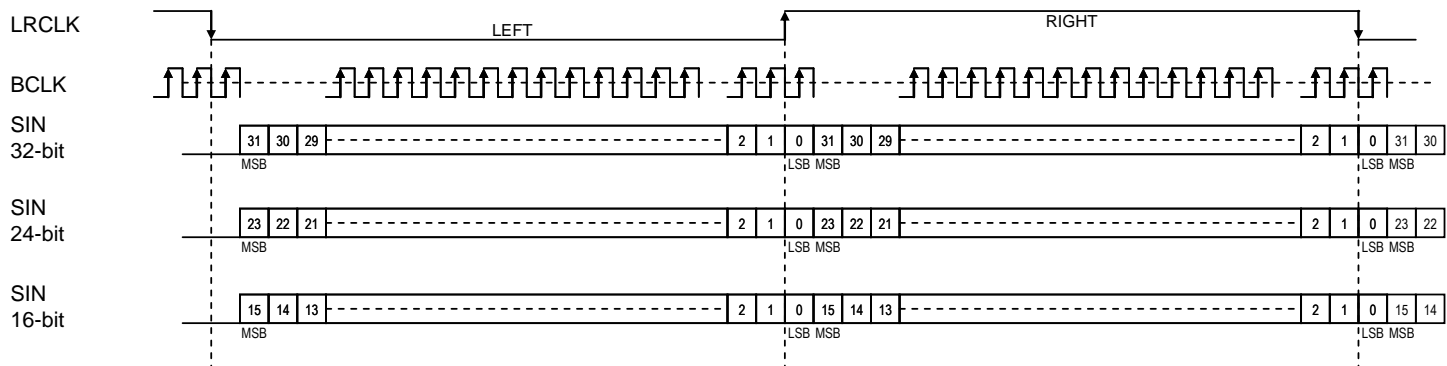 LRCLK LEFT RIGHT
BCLK
SIN
32-bit
31 30 29 2 1 0 31 30 29 2 1 0 31 30
MSB LSB MSB LSB MSB
SIN
24-bit
23 22 21 2 1 0 23 22 21 2 1 0 23 22
MSB LSB MSB LSB MSB
SIN
16-bit
15 14 13 2 1 0 15 14 13 2 1 0 15 14
MSB LSB MSB LSB MSB